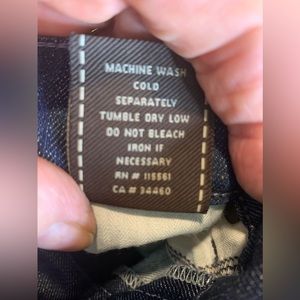 MACHINE WASH
COLD
SEPARATELY
TUMBLE DRY LOW
DO NOT BLEACH
IRON IF
NECESSARY
RN # 115561
CA # 34460